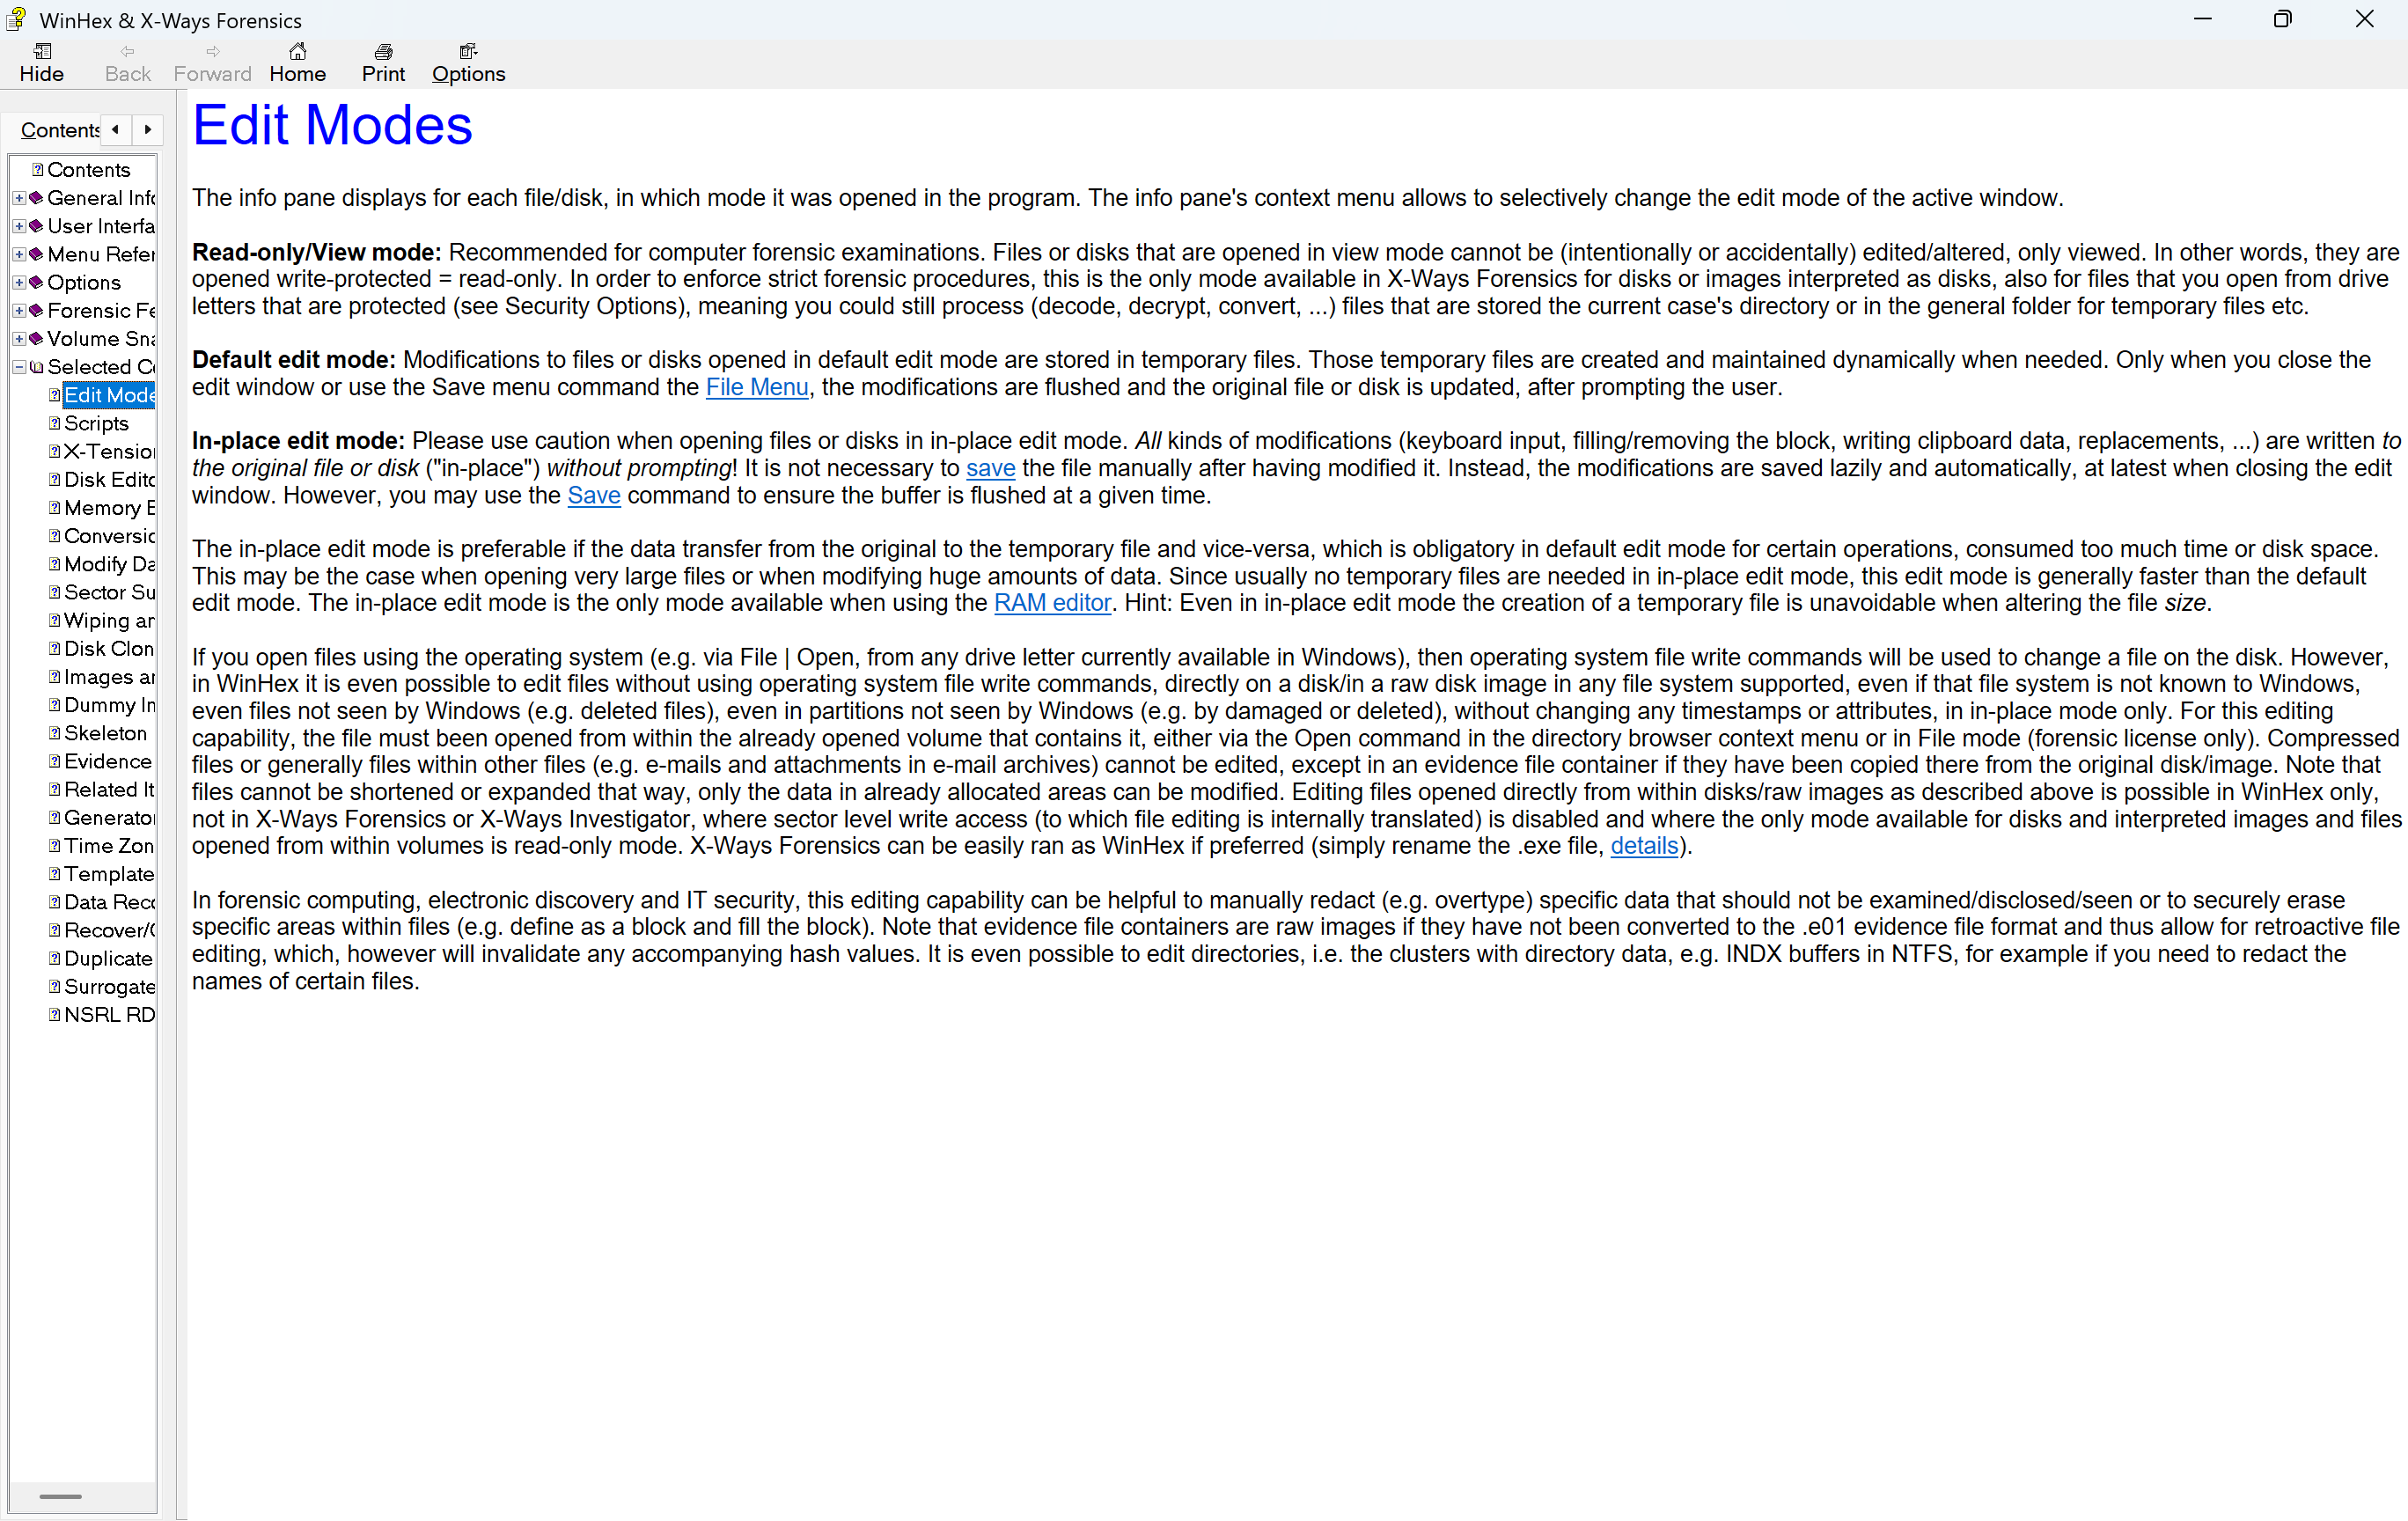 WinHex & X-Ways Forensics
Hide Back Forward Home Print Options
Contents
Contents
General Info
User Interfa
Menu Refer
Options
Forensic Fe
Volume Sna
Selected Co
Edit Mode
Scripts
X-Tension
Disk Edito
Memory E
Conversio
Modify Da
Sector Su
Wiping an
Disk Clon
Images an
Dummy Im
Skeleton
Evidence
Related It
Generator
Time Zon
Template
Data Reco
Recover/C
Duplicate
Surrogate
NSRL RD
Edit Modes
The info pane displays for each file/disk, in which mode it was opened in the program. The info pane's context menu allows to selectively change the edit mode of the active window.
Read-only/View mode: Recommended for computer forensic examinations. Files or disks that are opened in view mode cannot be (intentionally or accidentally) edited/altered, only viewed. In other words, they are
opened write-protected = read-only. In order to enforce strict forensic procedures, this is the only mode available in X-Ways Forensics for disks or images interpreted as disks, also for files that you open from drive
letters that are protected (see Security Options), meaning you could still process (decode, decrypt, convert, ...) files that are stored the current case's directory or in the general folder for temporary files etc.
Default edit mode: Modifications to files or disks opened in default edit mode are stored in temporary files. Those temporary files are created and maintained dynamically when needed. Only when you close the
edit window or use the Save menu command the File Menu, the modifications are flushed and the original file or disk is updated, after prompting the user.
In-place edit mode: Please use caution when opening files or disks in in-place edit mode. All kinds of modifications (keyboard input, filling/removing the block, writing clipboard data, replacements, ...) are written to
the original file or disk ("in-place") without prompting! It is not necessary to save the file manually after having modified it. Instead, the modifications are saved lazily and automatically, at latest when closing the edit
window. However, you may use the Save command to ensure the buffer is flushed at a given time.
The in-place edit mode is preferable if the data transfer from the original to the temporary file and vice-versa, which is obligatory in default edit mode for certain operations, consumed too much time or disk space.
This may be the case when opening very large files or when modifying huge amounts of data. Since usually no temporary files are needed in in-place edit mode, this edit mode is generally faster than the default
edit mode. The in-place edit mode is the only mode available when using the RAM editor. Hint: Even in in-place edit mode the creation of a temporary file is unavoidable when altering the file size.
If you open files using the operating system (e.g. via File | Open, from any drive letter currently available in Windows), then operating system file write commands will be used to change a file on the disk. However,
in WinHex it is even possible to edit files without using operating system file write commands, directly on a disk/in a raw disk image in any file system supported, even if that file system is not known to Windows,
even files not seen by Windows (e.g. deleted files), even in partitions not seen by Windows (e.g. by damaged or deleted), without changing any timestamps or attributes, in in-place mode only. For this editing
capability, the file must been opened from within the already opened volume that contains it, either via the Open command in the directory browser context menu or in File mode (forensic license only). Compressed
files or generally files within other files (e.g. e-mails and attachments in e-mail archives) cannot be edited, except in an evidence file container if they have been copied there from the original disk/image. Note that
files cannot be shortened or expanded that way, only the data in already allocated areas can be modified. Editing files opened directly from within disks/raw images as described above is possible in WinHex only,
not in X-Ways Forensics or X-Ways Investigator, where sector level write access (to which file editing is internally translated) is disabled and where the only mode available for disks and interpreted images and files
opened from within volumes is read-only mode. X-Ways Forensics can be easily ran as WinHex if preferred (simply rename the .exe file, details).
In forensic computing, electronic discovery and IT security, this editing capability can be helpful to manually redact (e.g. overtype) specific data that should not be examined/disclosed/seen or to securely erase
specific areas within files (e.g. define as a block and fill the block). Note that evidence file containers are raw images if they have not been converted to the .e01 evidence file format and thus allow for retroactive file
editing, which, however will invalidate any accompanying hash values. It is even possible to edit directories, i.e. the clusters with directory data, e.g. INDX buffers in NTFS, for example if you need to redact the
names of certain files.